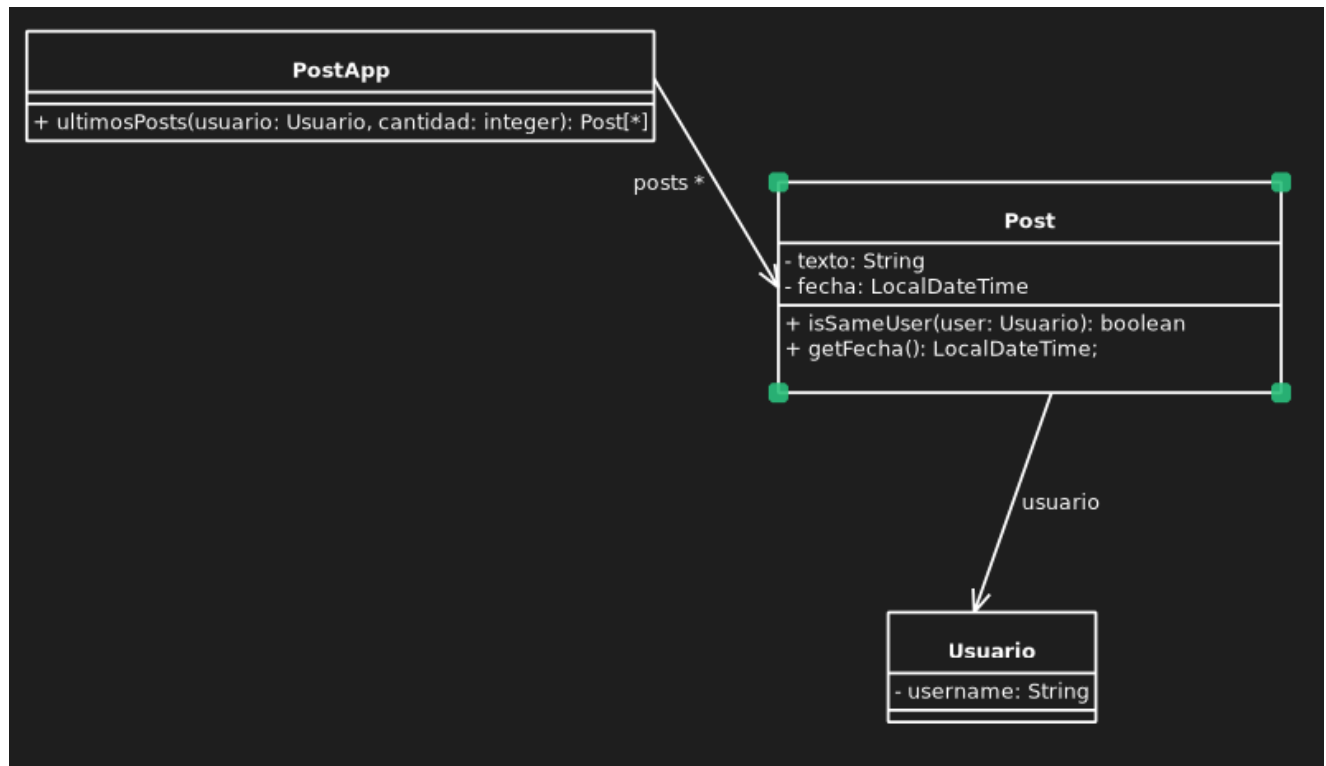 PostApp
+ ultimosPosts(usuario: Usuario, cantidad: integer): Post[*]
posts *
Post
- texto: String
- fecha: LocalDateTime
+ isSameUser(user: Usuario): boolean
+ getFecha(): LocalDateTime;
usuario
Usuario
- username: String